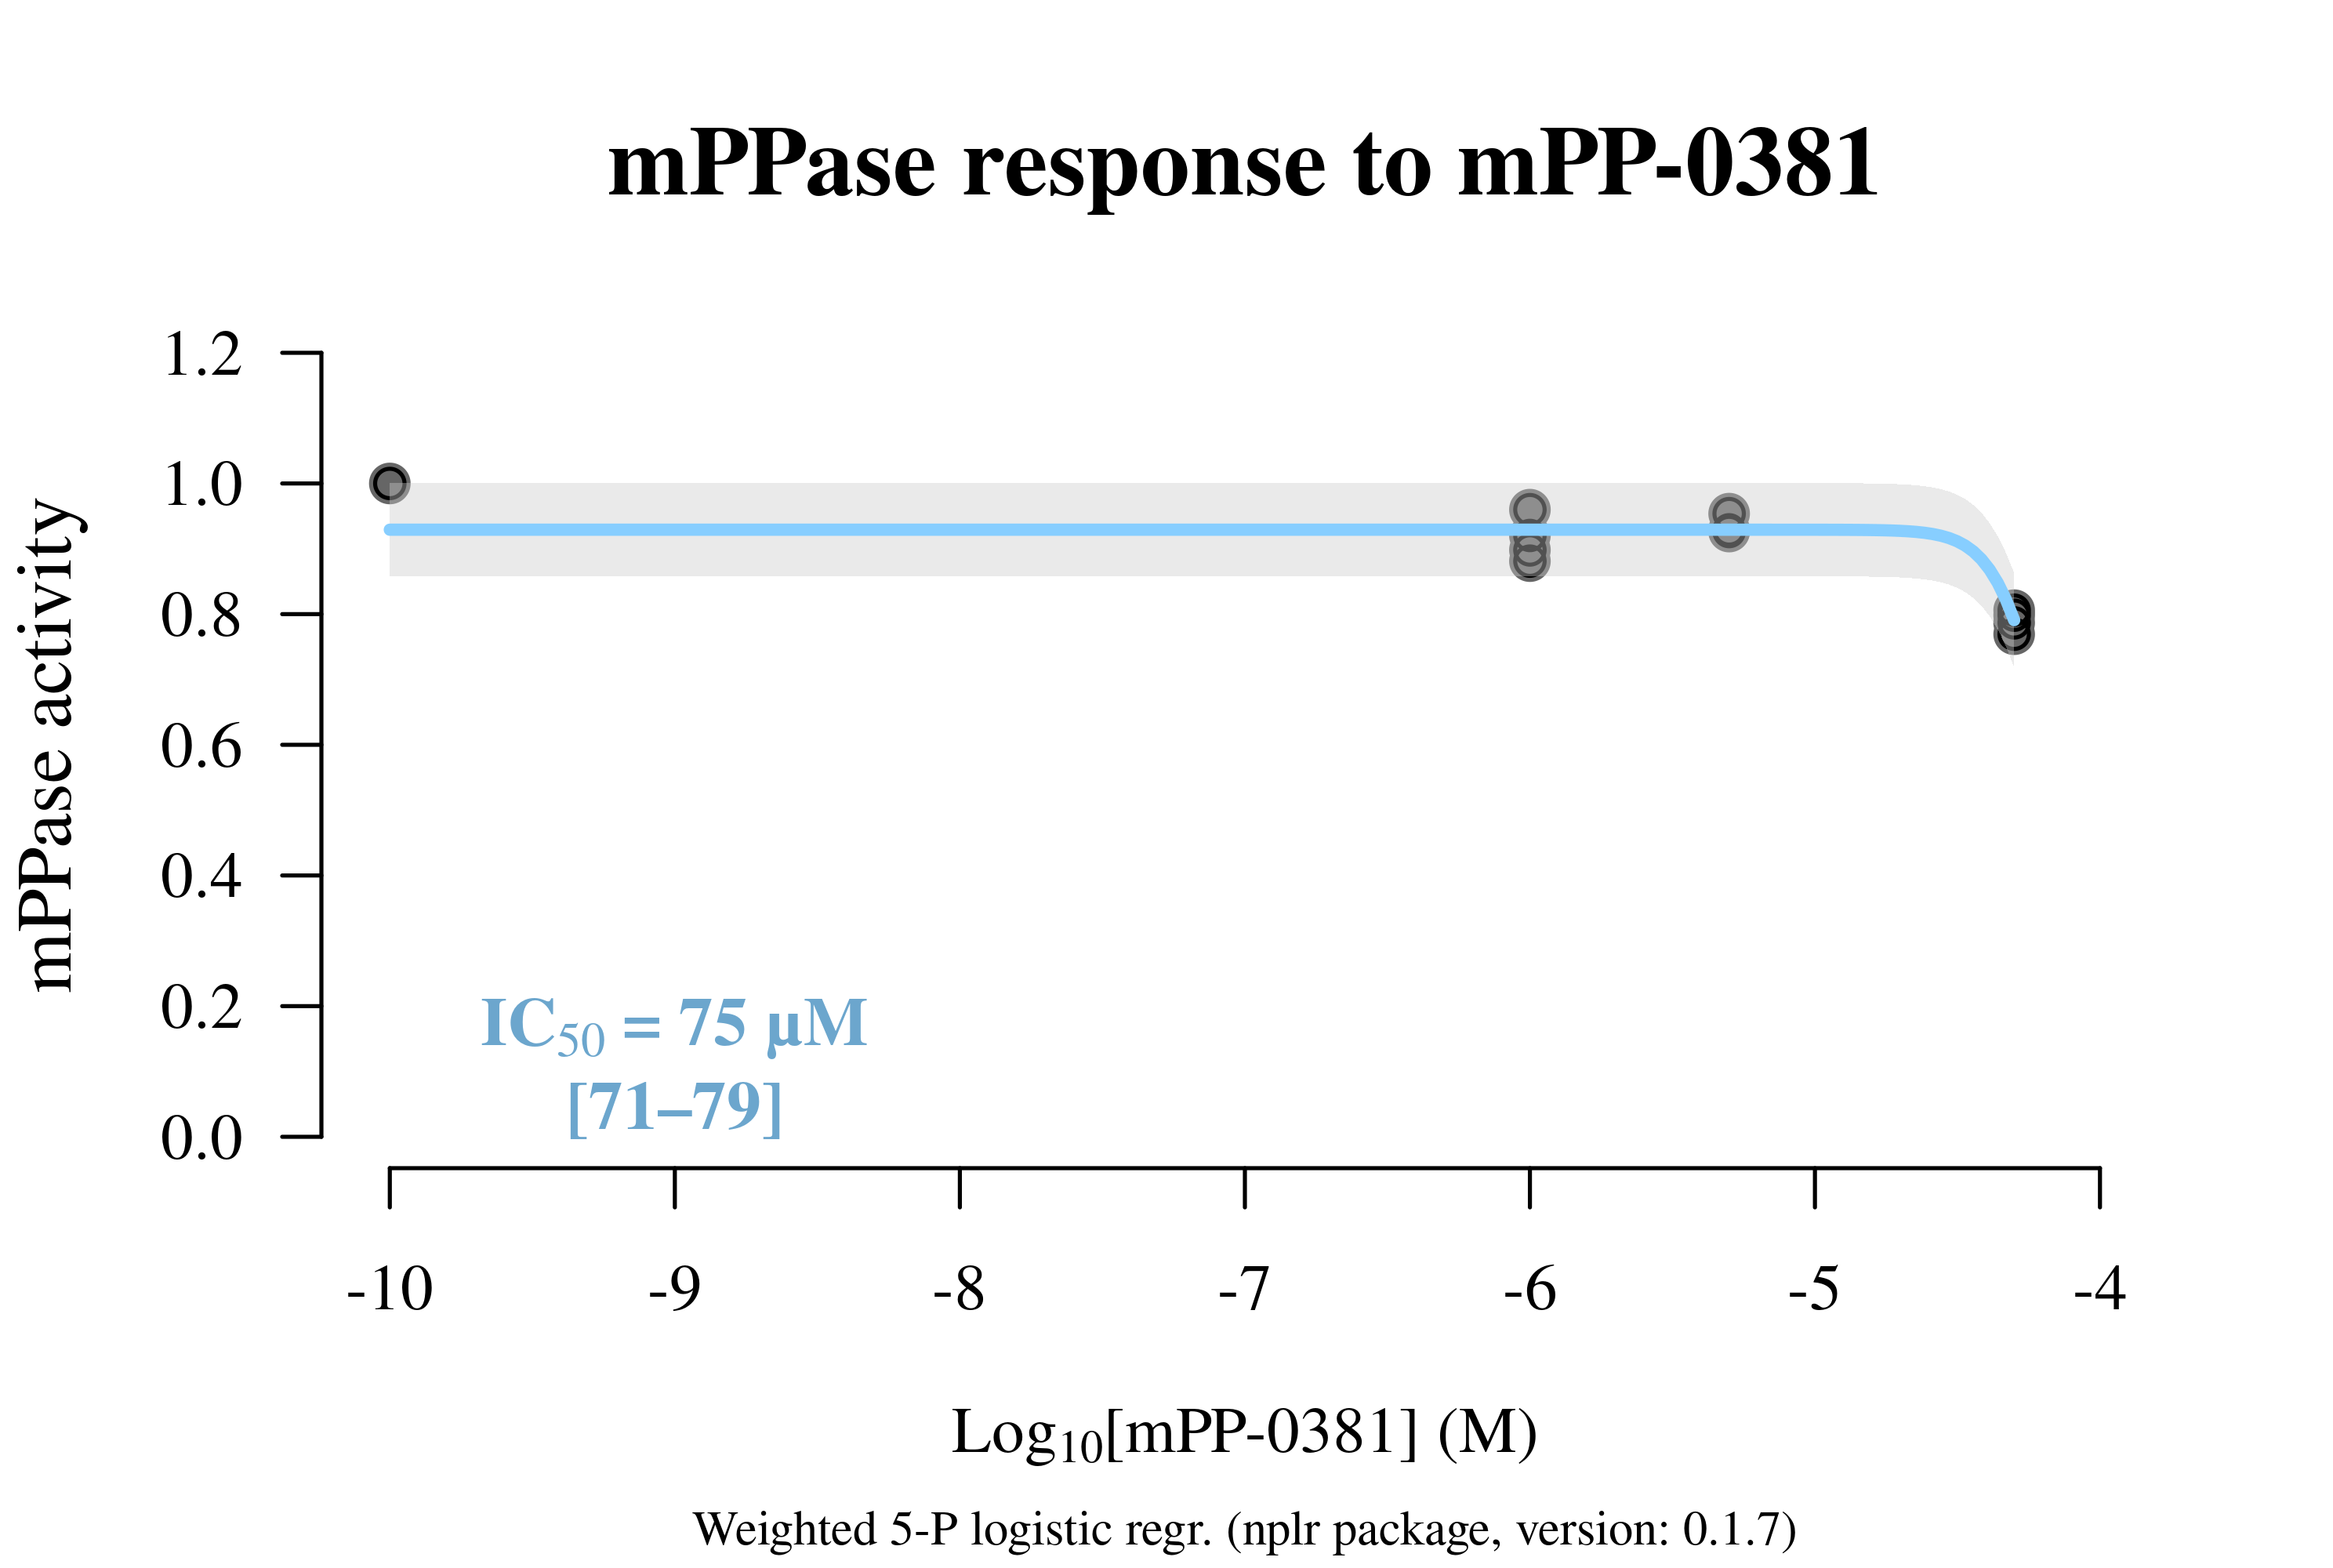 mPPase response to mPP-0381
mPPase activity
1.2
1.0
0.8
0.6
0.4
0.2
0.0
IC50 = 75 µM
[71–79]
-10 -9 -8 -7 -6 -5 -4
Log10[mPP-0381] (M)
Weighted 5-P logistic regr. (nplr package, version: 0.1.7)